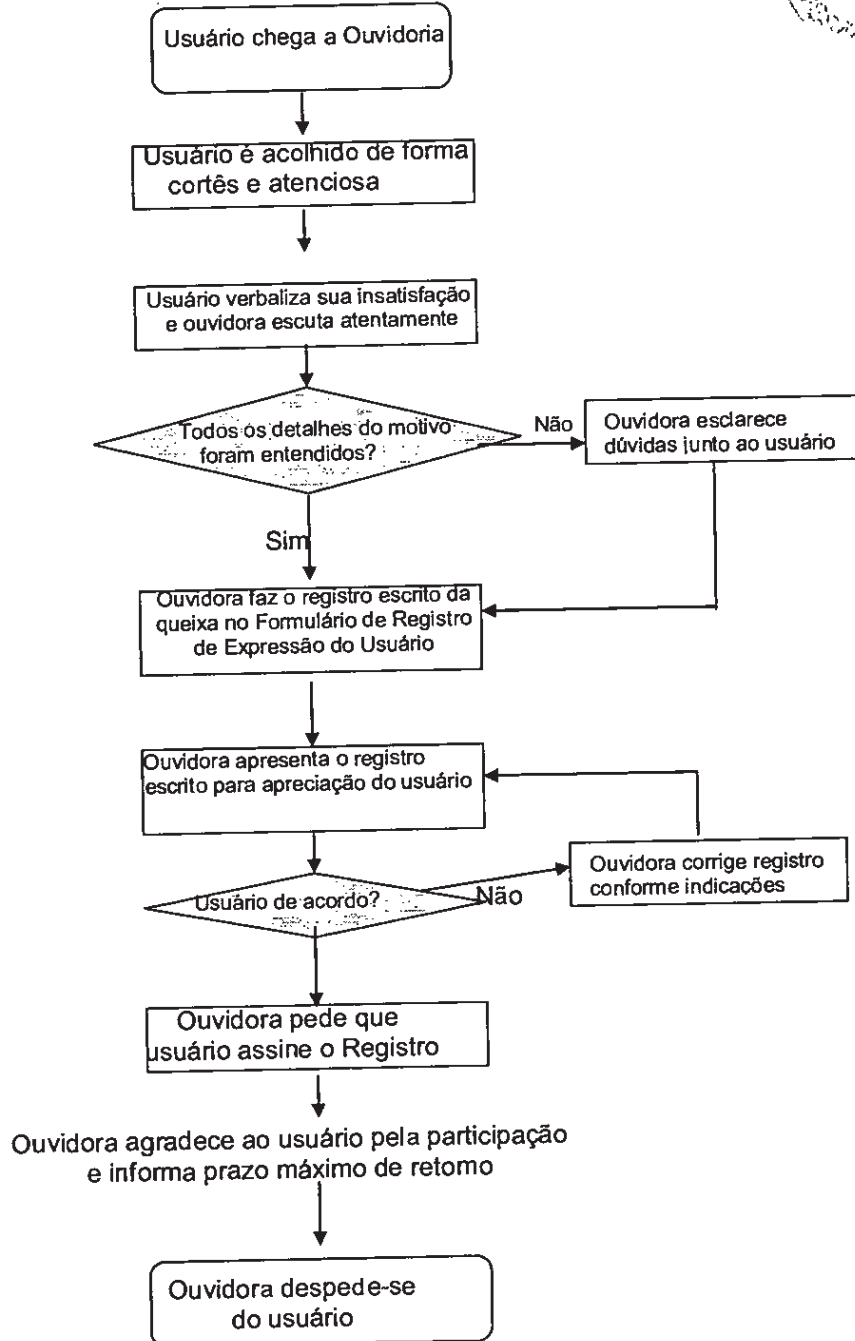 Usuário chega a Ouvidoria
Usuário é acolhido de forma
cortês e atenciosa
Usuário verbaliza sua insatisfação
e ouvidora escuta atentamente
Todos os detalhes do motivo
foram entendidos?
Não
Ouvidora esclarece
dúvidas junto ao usuário
Sim
Ouvidora faz o registro escrito da
queixa no Formulário de Registro
de Expressão do Usuário
Ouvidora apresenta o registro
escrito para apreciação do usuário
Usuário de acordo?
Não
Ouvidora corrige registro
conforme indicações
Ouvidora pede que
usuário assine o Registro
Ouvidora agradece ao usuário pela participação
e informa prazo máximo de retorno
Ouvidora despede-se
do usuário